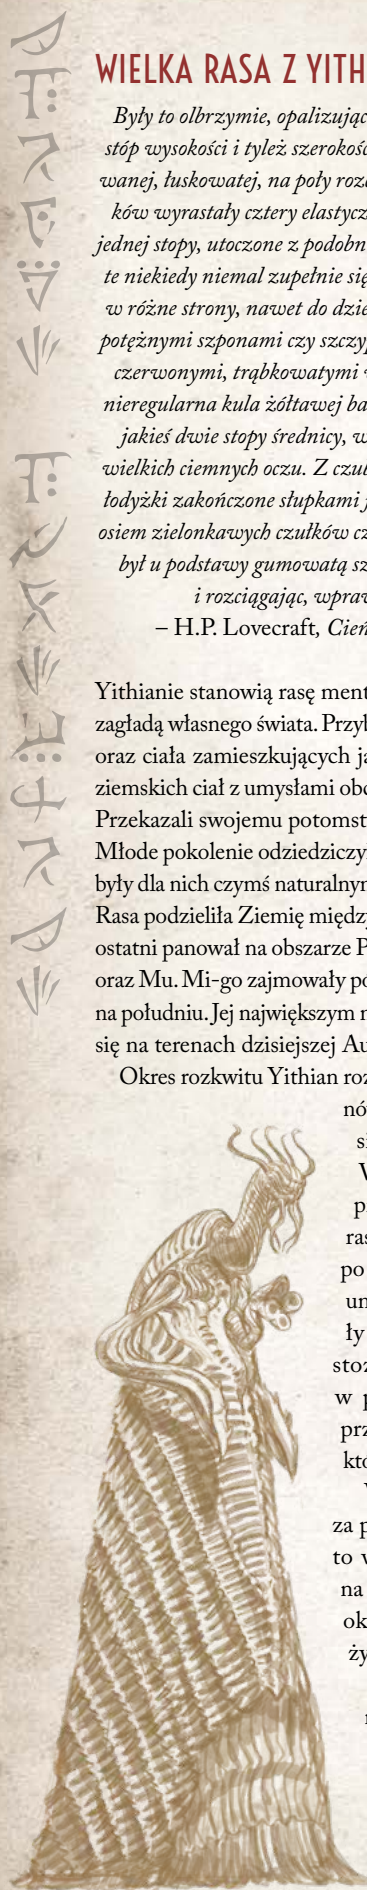 WIELKA RASA Z YITH
Były to olbrzymie, opalizując
stóp wysokości i tyleż szerokośc
wanej, łuskowatej, na poły roz
ków wyrastały cztery elastycz
jednej stopy, utoczone z podobn
te niekiedy niemal zupełnie się
w różne strony, nawet do dzie
potężnymi szponami czy szczyp
czerwonymi, trąbkowatymi
nieregularna kula żółtawej ba
jakieś dwie stopy średnicy, w
wielkich ciemnych oczu. Z czub
łodyżki zakończone słupkami
osiem zielonkawych czułków cz
był u podstawy gumowatą sz
i rozciągając, wpraw
– H.P. Lovecraft, Cień
Yithianie stanowią rasę ment
zagładą własnego świata. Przyb
oraz ciała zamieszkujących ją
ziemskich ciał z umysłami obc
Przekazali swojemu potomst
Młode pokolenie odziedziczy
były dla nich czymś naturalnym
Rasa podzieliła Ziemię między
ostatni panował na obszarze P
oraz Mu. Mi-go zajmowały po
na południu. Jej największym
się na terenach dzisiejszej Au
Okres rozkwitu Yithian roz
nó
si
W
p
ras
po
um
ły
stoż
w p
prz
kto
za p
to w
na
ok
ży